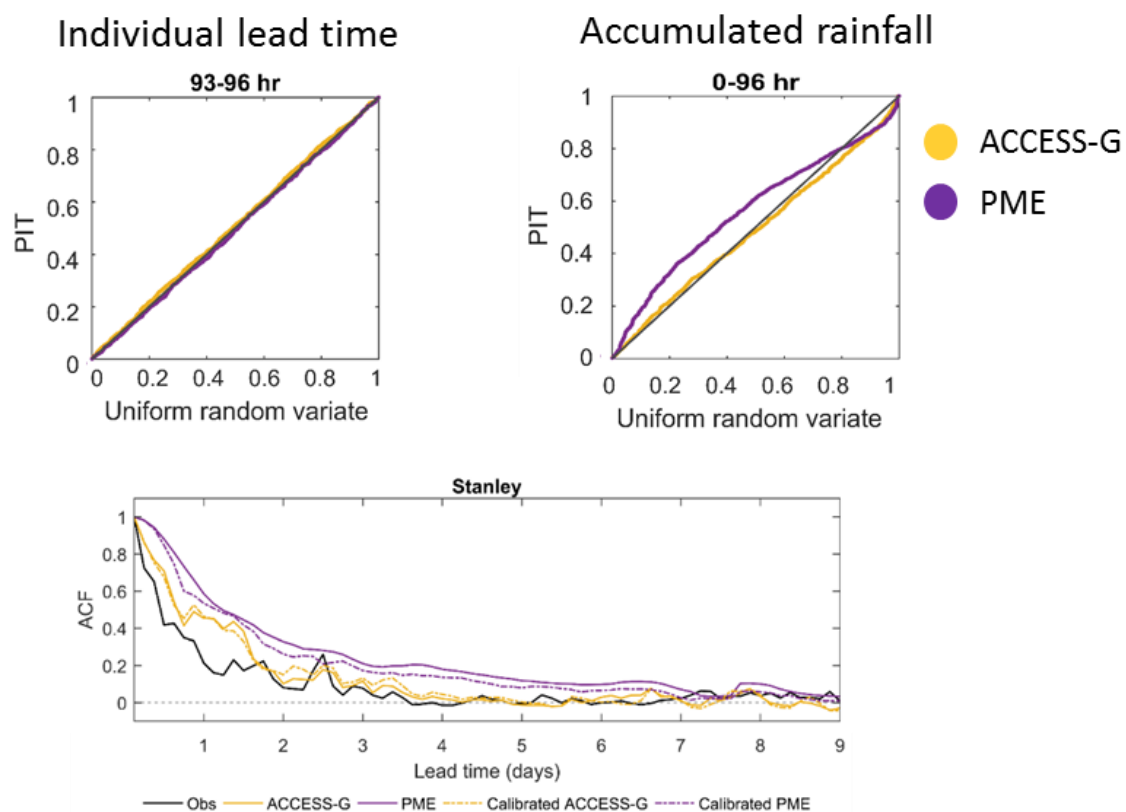 Individual lead time
Accumulated rainfall
93-96 hr
1
0.8
0.6
0.4
0.2
0
PIT
0 0.2 0.4 0.6 0.8 1
Uniform random variate
0-96 hr
1
0.8
0.6
0.4
0.2
0
PIT
0 0.2 0.4 0.6 0.8 1
Uniform random variate
ACCESS-G
PME
Stanley
1
0.8
0.6
0.4
0.2
0
ACF
1 2 3 4 5 6 7 8 9
Lead time (days)
Obs ACCESS-G PME Calibrated ACCESS-G Calibrated PME